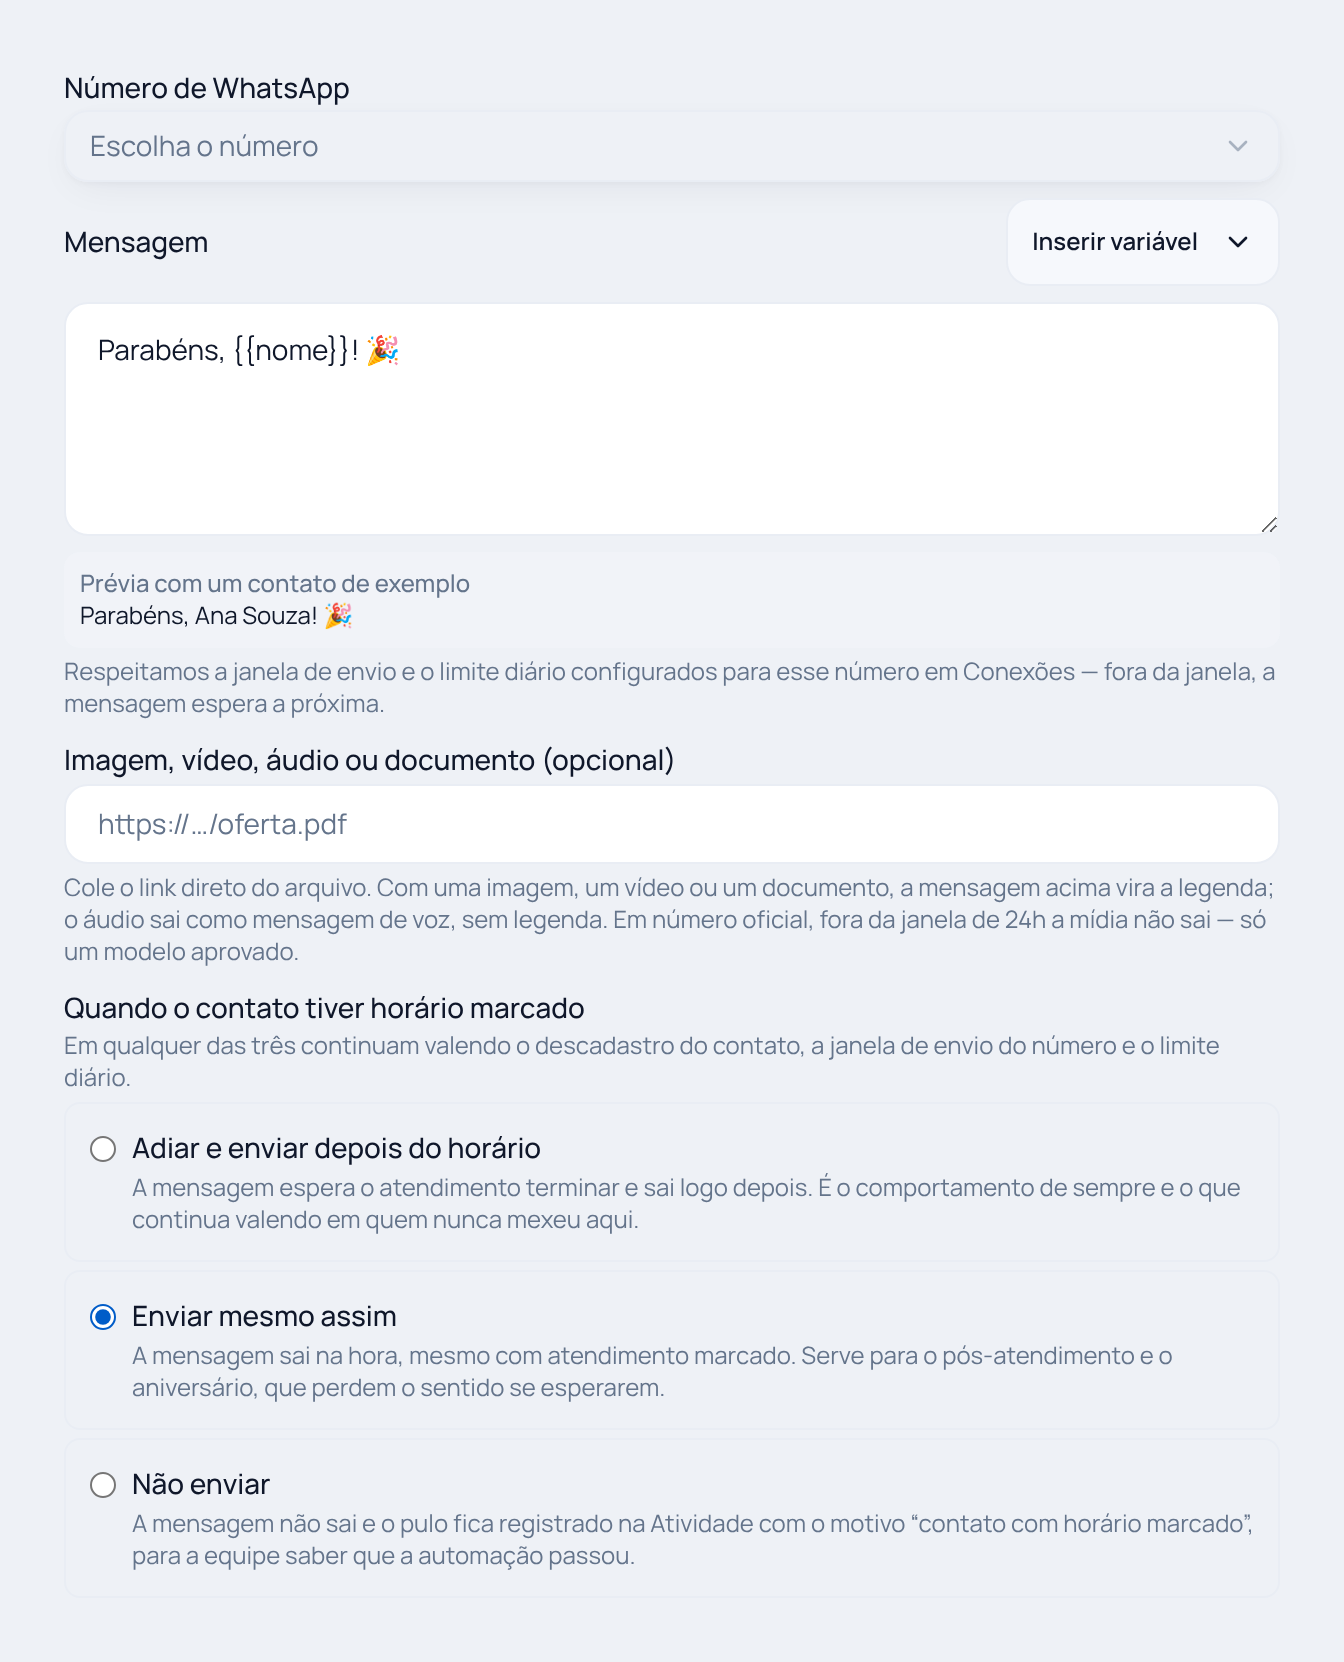 Número de WhatsApp
Escolha o número
Mensagem
Inserir variável
Parabéns, {{nome}}! 🎉
Prévia com um contato de exemplo
Parabéns, Ana Souza! 🎉
Respeitamos a janela de envio e o limite diário configurados para esse número em Conexões — fora da janela, a
mensagem espera a próxima.
Imagem, vídeo, áudio ou documento (opcional)
https://…/oferta.pdf
Cole o link direto do arquivo. Com uma imagem, um vídeo ou um documento, a mensagem acima vira a legenda;
o áudio sai como mensagem de voz, sem legenda. Em número oficial, fora da janela de 24h a mídia não sai — só
um modelo aprovado.
Quando o contato tiver horário marcado
Em qualquer das três continuam valendo o descadastro do contato, a janela de envio do número e o limite
diário.
Adiar e enviar depois do horário
A mensagem espera o atendimento terminar e sai logo depois. É o comportamento de sempre e o que
continua valendo em quem nunca mexeu aqui.
Enviar mesmo assim
A mensagem sai na hora, mesmo com atendimento marcado. Serve para o pós-atendimento e o
aniversário, que perdem o sentido se esperarem.
Não enviar
A mensagem não sai e o pulo fica registrado na Atividade com o motivo “contato com horário marcado”,
para a equipe saber que a automação passou.